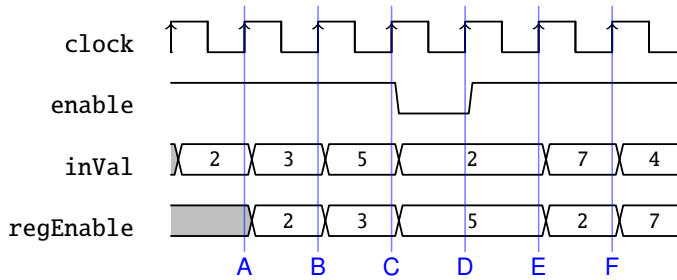 clock
enable
inVal 2 3 5 2 7 4
regEnable 2 3 5 2 7
A B C D E F